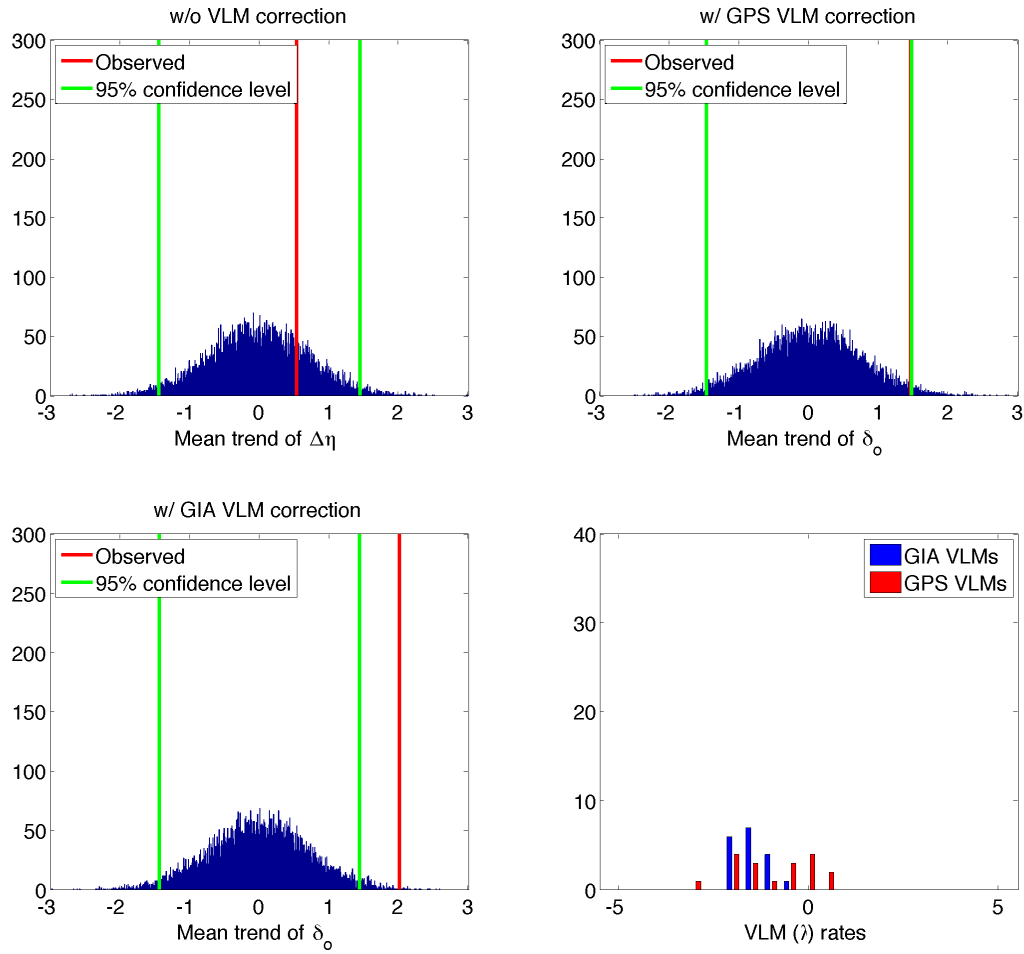 w/o VLM correction
300
250
200
150
100
50
0
Observed
95% confidence level
-3 -2 -1 0 1 2 3
Mean trend of Δη
w/ GPS VLM correction
300
250
200
150
100
50
0
Observed
95% confidence level
-3 -2 -1 0 1 2 3
Mean trend of δo
w/ GIA VLM correction
300
250
200
150
100
50
0
Observed
95% confidence level
-3 -2 -1 0 1 2 3
Mean trend of δo
40
30
20
10
0
GIA VLMs
GPS VLMs
-5 0 5
VLM (λ) rates